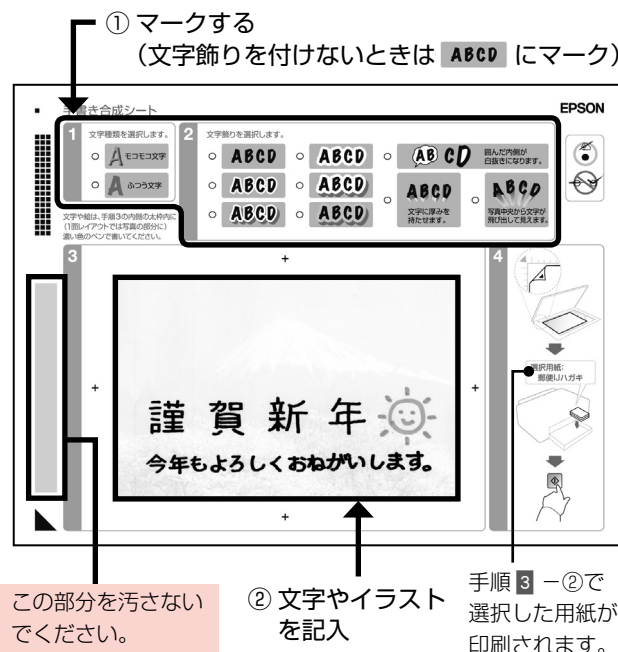 ① マークする
(文字飾りを付けないときは ABCD にマーク)
手書き合成シート
EPSON
1 文字種類を選択します。
A モコモコ文字
A ふつう文字
2 文字飾りを選択します。
ABCD ABCD AB CD 囲んだ内側が
白抜きになります。
ABCD ABCD
ABCD ABCD
ABCD 文字に厚みを
持たせます。
ABCD 写真中央から文字が
飛び出して見えます。
文字や絵は、手順3の内側の太枠内に
(1面レイアウトでは写真の部分に)
濃い色のペンで書いてください。
3
謹賀新年
今年もよろしくおねがいします。
4
選択用紙:
郵便IJハガキ
この部分を汚さない
でください。
② 文字やイラスト
を記入
手順 3 −②で
選択した用紙が
印刷されます。